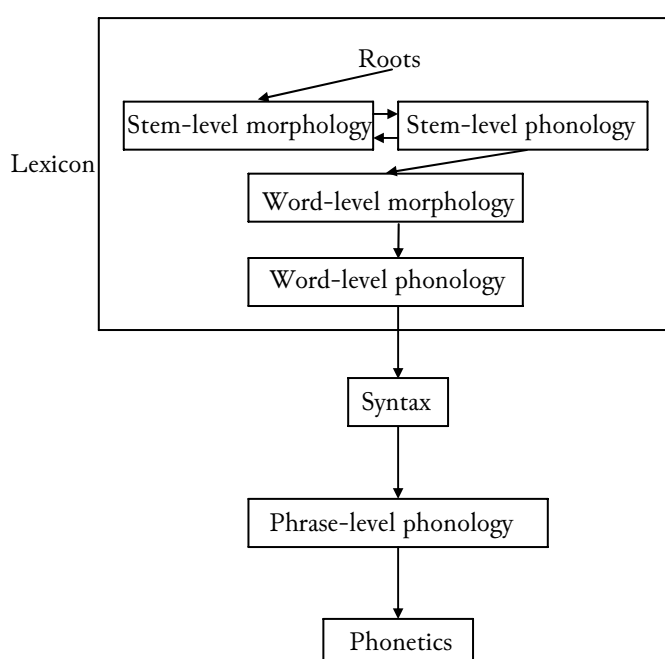 Roots
Stem-level morphology
Stem-level phonology
Lexicon
Word-level morphology
Word-level phonology
Syntax
Phrase-level phonology
Phonetics